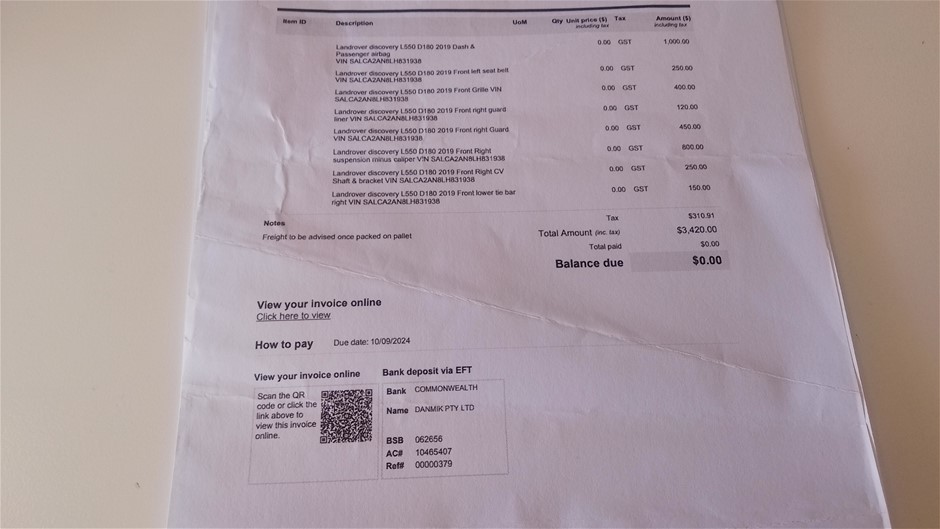 Item ID Description UoM Qty Unit price ($) Tax Amount ($)
including tax including tax
Landrover discovery L550 D180 2019 Dash & 0.00 GST 1,000.00
Passenger airbag
VIN SALCA2AN8LH831938
Landrover discovery L550 D180 2019 Front left seat belt 0.00 GST 250.00
VIN SALCA2AN8LH831938
Landrover discovery L550 D180 2019 Front Grille VIN 0.00 GST 400.00
SALCA2AN8LH831938
Landrover discovery L550 D180 2019 Front right guard 0.00 GST 120.00
liner VIN SALCA2AN8LH831938
Landrover discovery L550 D180 2019 Front right Guard 0.00 GST 450.00
VIN SALCA2AN8LH831938
Landrover discovery L550 D180 2019 Front Right 0.00 GST 800.00
suspension minus caliper VIN SALCA2AN8LH831938
Landrover discovery L550 D180 2019 Front Right CV 0.00 GST 250.00
Shaft & bracket VIN SALCA2AN8LH831938
Landrover discovery L550 D180 2019 Front lower tie bar 0.00 GST 150.00
right VIN SALCA2AN8LH831938
Notes
Freight to be advised once packed on pallet
Tax $310.91
Total Amount (inc. tax) $3,420.00
Total paid $0.00
Balance due $0.00
View your invoice online
Click here to view
How to pay Due date: 10/09/2024
View your invoice online
Scan the QR
code or click the
link above to
view this invoice
online.
Bank deposit via EFT
Bank COMMONWEALTH
Name DANMIK PTY LTD
BSB 062656
AC# 10465407
Ref# 00000379